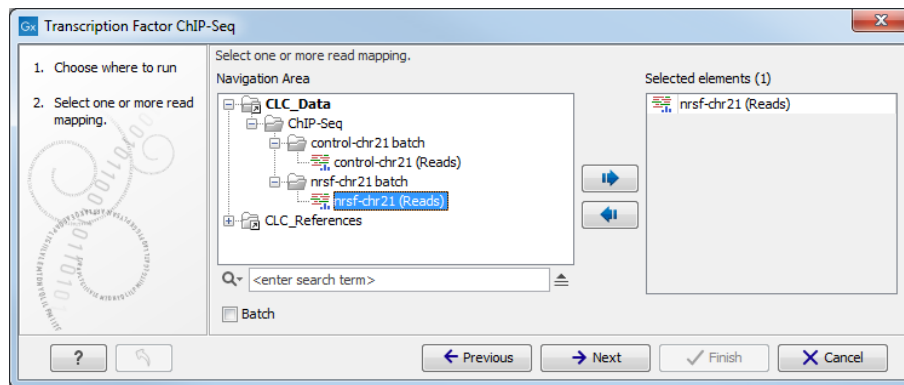 Gx Transcription Factor ChIP-Seq
1. Choose where to run
2. Select one or more read
mapping.
Select one or more read mapping.
Navigation Area
CLC_Data
ChIP-Seq
control-chr21 batch
control-chr21 (Reads)
nrsf-chr21 batch
nrsf-chr21 (Reads)
CLC_References
<enter search term>
Batch
Selected elements (1)
nrsf-chr21 (Reads)
?
Previous
Next
Finish
Cancel